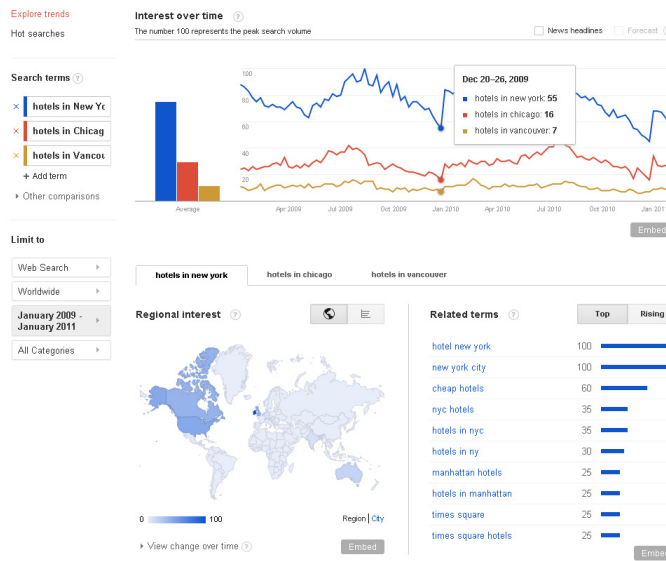 Explore trends
Hot searches
Search terms ?
× hotels in New Yc
× hotels in Chicag
× hotels in Vancou
+ Add term
Other comparisons
Limit to
Web Search
Worldwide
January 2009 -
January 2011
All Categories
Interest over time ?
The number 100 represents the peak search volume
News headlines
Forecast
100
80
60
40
20
Dec 20–26, 2009
hotels in new york: 55
hotels in chicago: 16
hotels in vancouver: 7
Average
Apr 2009
Jul 2009
Oct 2009
Jan 2010
Apr 2010
Jul 2010
Oct 2010
Jan 2011
Embed
hotels in new york
hotels in chicago
hotels in vancouver
Regional interest ?
0
100
Region | City
View change over time ?
Embed
Related terms ?
Top
Rising
hotel new york 100
new york city 100
cheap hotels 60
nyc hotels 35
hotels in nyc 35
hotels in ny 30
manhattan hotels 25
hotels in manhattan 25
times square 25
times square hotels 25
Embed